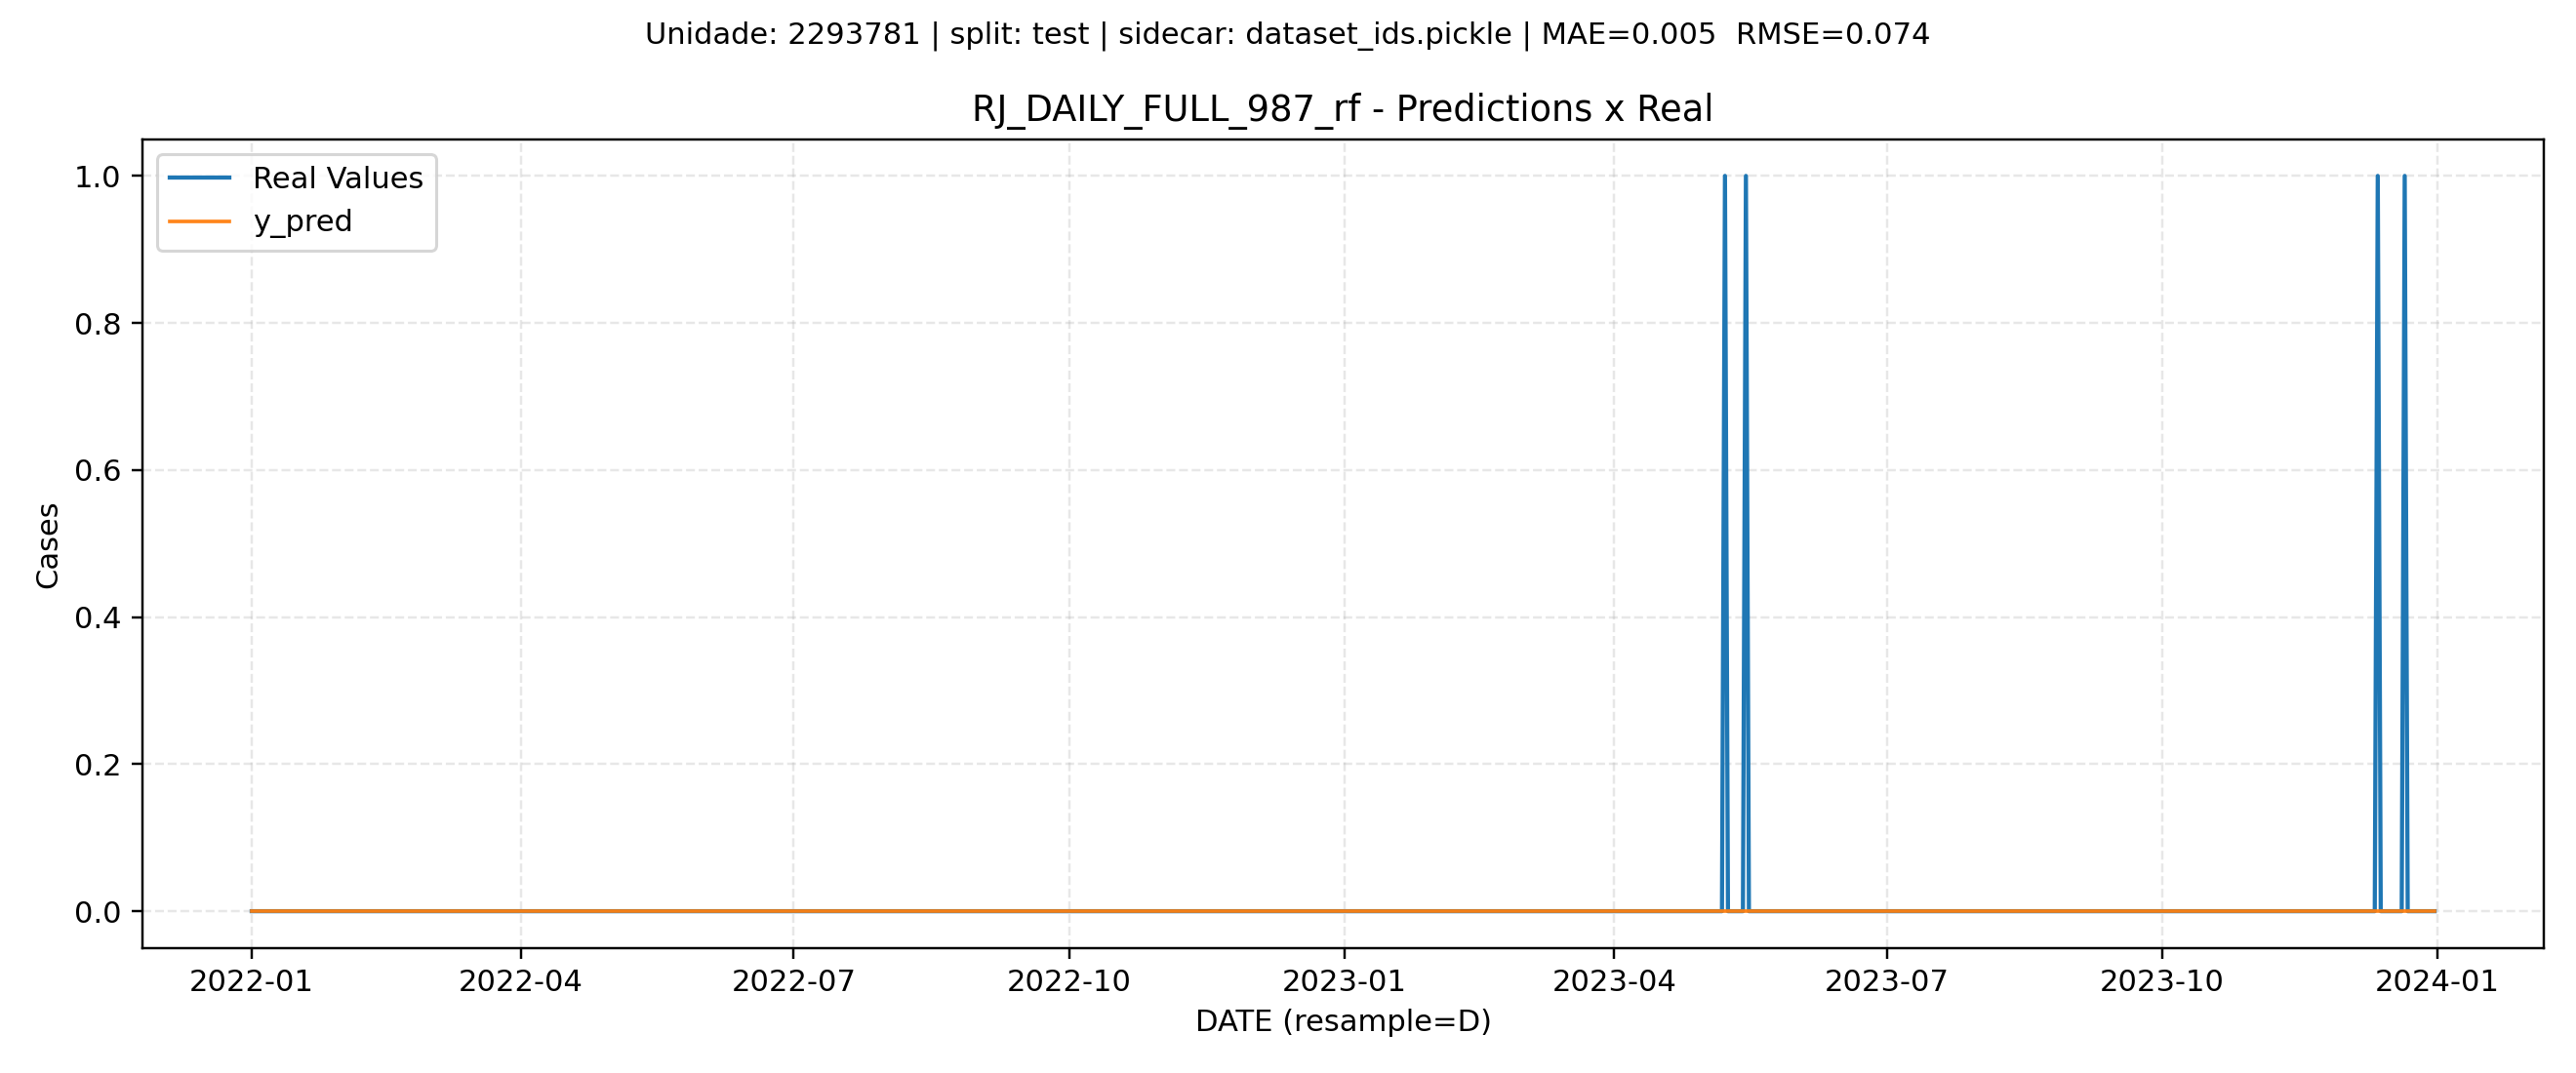 Unidade: 2293781 | split: test | sidecar: dataset_ids.pickle | MAE=0.005  RMSE=0.074
RJ_DAILY_FULL_987_rf - Predictions x Real
Real Values
y_pred
1.0
0.8
0.6
0.4
0.2
0.0
Cases
2022-01 2022-04 2022-07 2022-10 2023-01 2023-04 2023-07 2023-10 2024-01
DATE (resample=D)